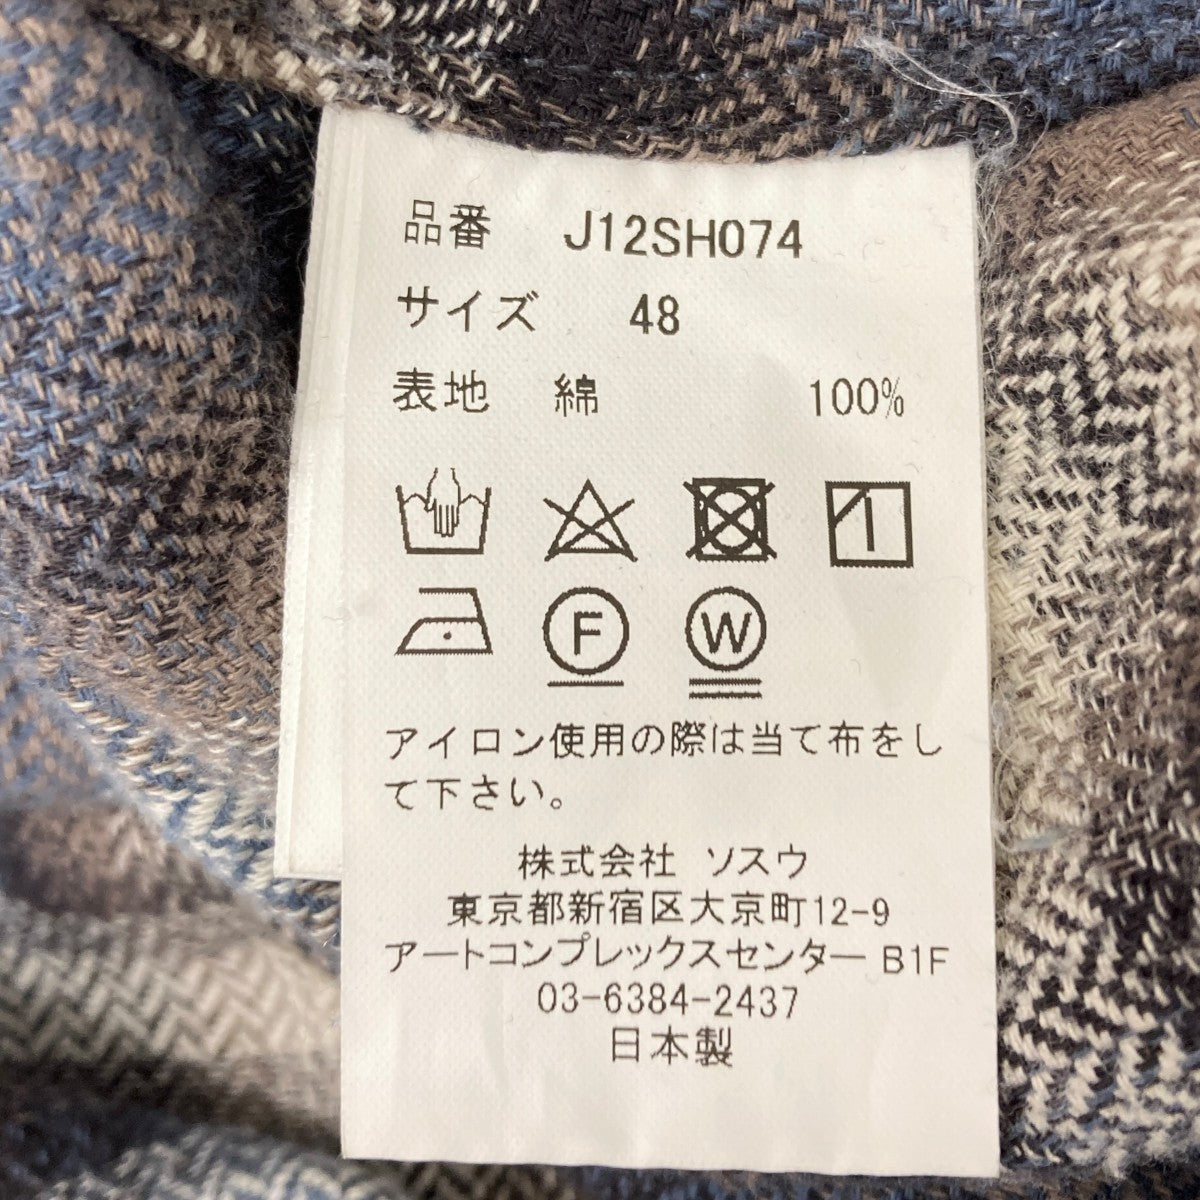 品番 J12SH074
サイズ 48
表地 綿 100%
F W
アイロン使用の際は当て布をし
て下さい。
株式会社 ソスウ
東京都新宿区大京町12-9
アートコンプレックスセンター B1F
03-6384-2437
日本製